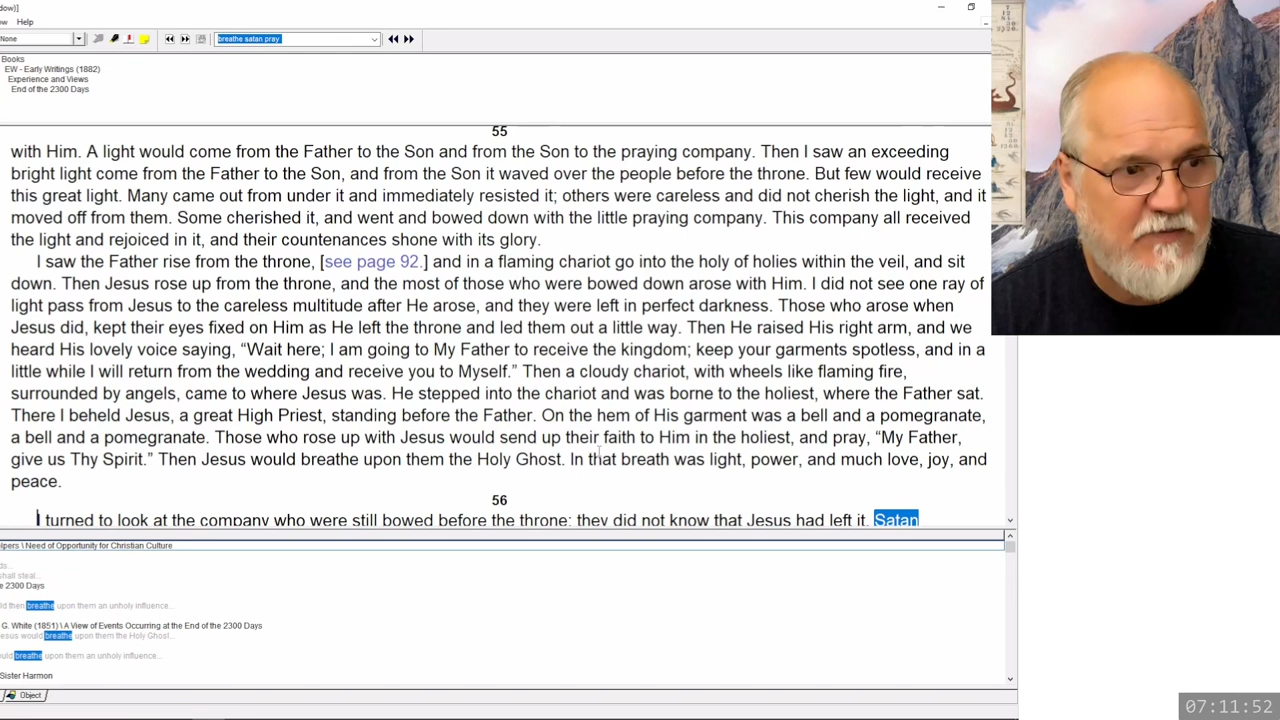 dow)]
ow Help
None
breathe satan pray
Books
EW - Early Writings (1882)
Experience and Views
End of the 2300 Days
55
with Him. A light would come from the Father to the Son and from the Son to the praying company. Then I saw an exceeding
bright light come from the Father to the Son, and from the Son it waved over the people before the throne. But few would receive
this great light. Many came out from under it and immediately resisted it; others were careless and did not cherish the light, and it
moved off from them. Some cherished it, and went and bowed down with the little praying company. This company all received
the light and rejoiced in it, and their countenances shone with its glory.
I saw the Father rise from the throne, [see page 92.] and in a flaming chariot go into the holy of holies within the veil, and sit
down. Then Jesus rose up from the throne, and the most of those who were bowed down arose with Him. I did not see one ray of
light pass from Jesus to the careless multitude after He arose, and they were left in perfect darkness. Those who arose when
Jesus did, kept their eyes fixed on Him as He left the throne and led them out a little way. Then He raised His right arm, and we
heard His lovely voice saying, “Wait here; I am going to My Father to receive the kingdom; keep your garments spotless, and in a
little while I will return from the wedding and receive you to Myself.” Then a cloudy chariot, with wheels like flaming fire,
surrounded by angels, came to where Jesus was. He stepped into the chariot and was borne to the holiest, where the Father sat.
There I beheld Jesus, a great High Priest, standing before the Father. On the hem of His garment was a bell and a pomegranate,
a bell and a pomegranate. Those who rose up with Jesus would send up their faith to Him in the holiest, and pray, “My Father,
give us Thy Spirit.” Then Jesus would breathe upon them the Holy Ghost. In that breath was light, power, and much love, joy, and
peace.
56
I turned to look at the company who were still bowed before the throne; they did not know that Jesus had left it. Satan
elpers \ Need of Opportunity for Christian Culture
ds...
shall steal...
e 2300 Days
ld then breathe upon them an unholy influence...
G. White (1851) \ A View of Events Occurring at the End of the 2300 Days
esus would breathe upon them the Holy Ghost...
uld breathe upon them an unholy influence...
Sister Harmon
Object
07:11:52